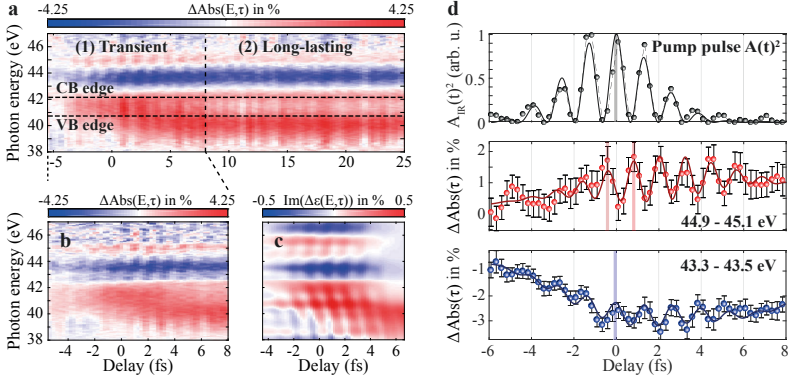 a
-4.25
ΔAbs(E,τ) in %
4.25
Photon energy (eV)
46
44
42
40
38
(1) Transient
(2) Long-lasting
CB edge
VB edge
-5
0
5
10
15
20
25
-4.25
ΔAbs(E,τ) in %
4.25
b
Photon energy (eV)
46
44
42
40
38
-4
-2
0
2
4
6
8
Delay (fs)
-0.5
Im(Δε(E,τ))
0.5
c
-4
-2
0
2
4
6
Delay (fs)
d
A_IR(t)² (arb. u.)
1
0.5
0
Pump pulse A(t)²
ΔAbs(τ) in %
2
1
0
44.9 - 45.1 eV
ΔAbs(τ) in %
-1
-2
-3
43.3 - 43.5 eV
-6
-4
-2
0
2
4
6
8
Delay (fs)